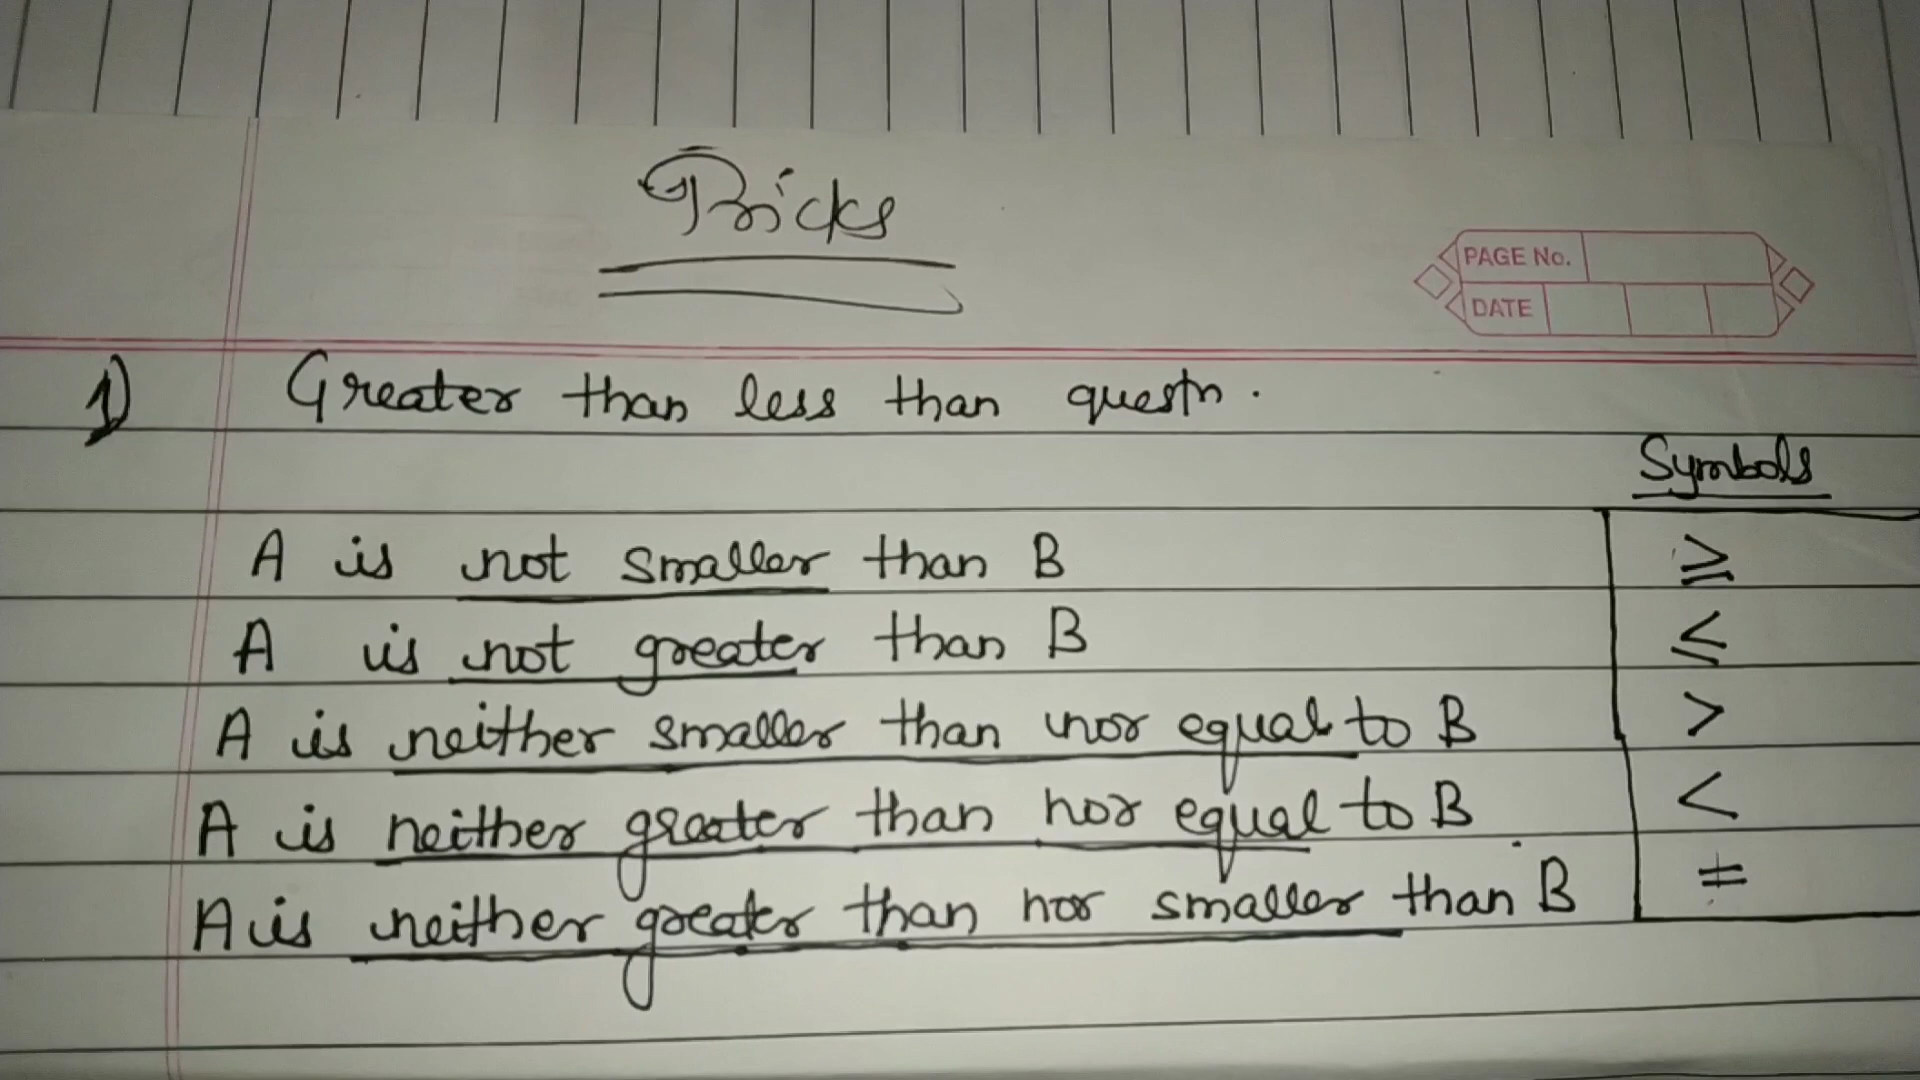 Tricks
PAGE No.
DATE
1) Greater than less than questn.
Symbols
A is not smaller than B ≥
A is not greater than B ≤
A is neither smaller than nor equal to B >
A is neither greater than nor equal to B <
A is neither greater than nor smaller than B ≠